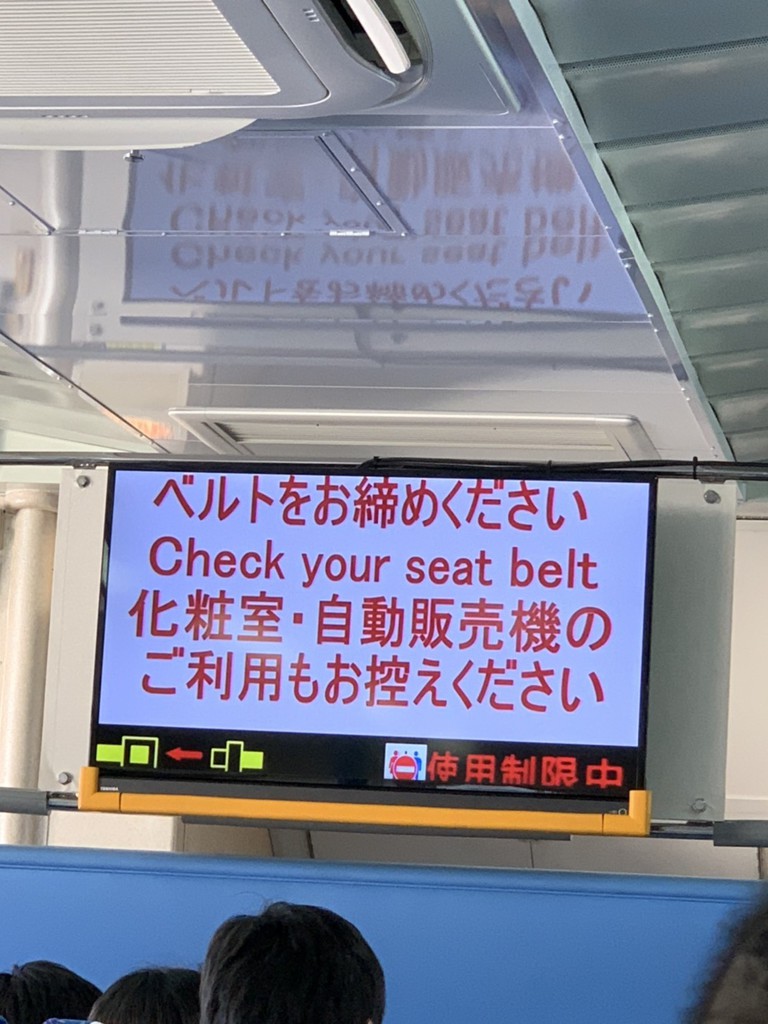 ベルトをお締めください
Check your seat belt
化粧室・自動販売機の
ご利用もお控えください
使用制限中
TOSHIBA